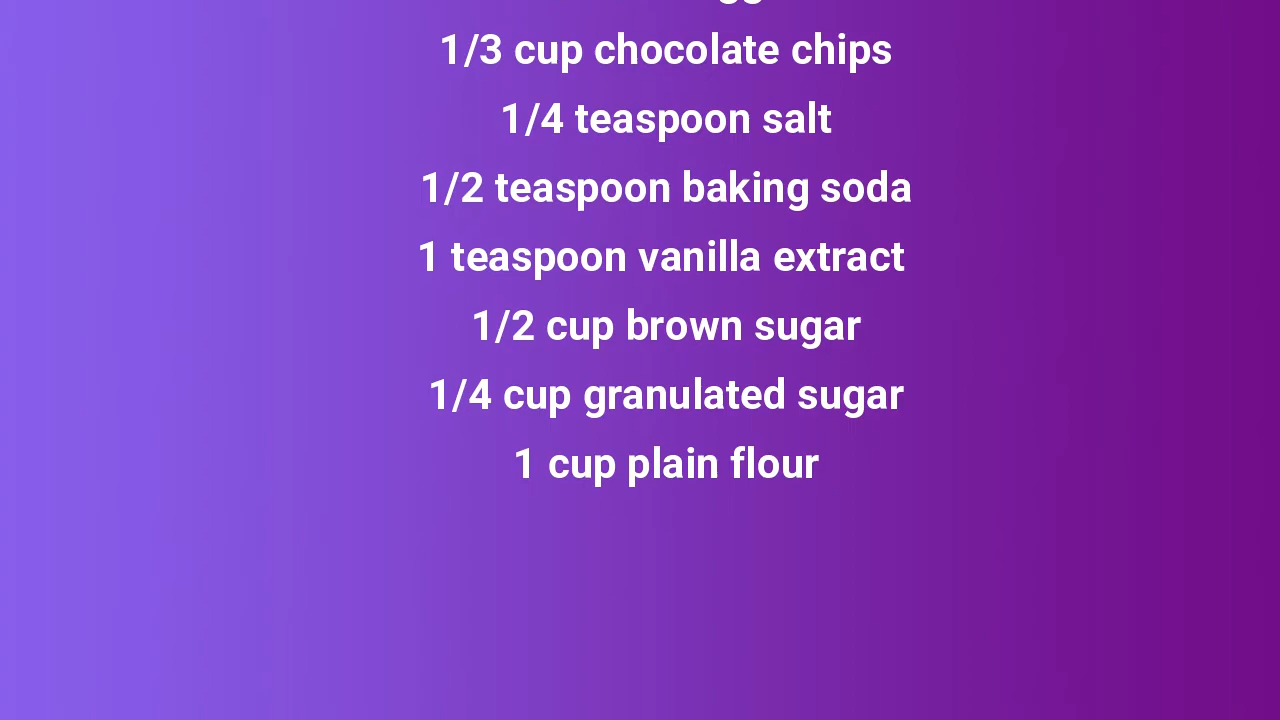 1/3 cup chocolate chips
1/4 teaspoon salt
1/2 teaspoon baking soda
1 teaspoon vanilla extract
1/2 cup brown sugar
1/4 cup granulated sugar
1 cup plain flour